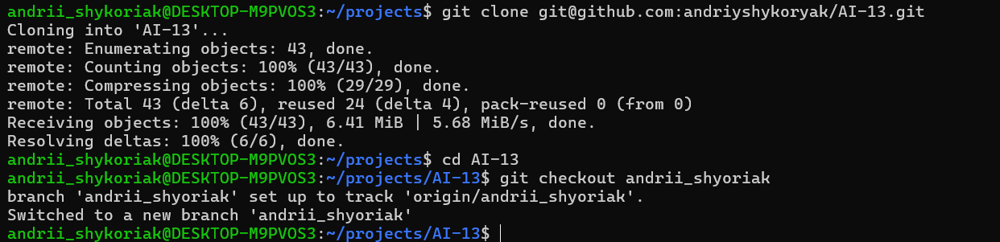 andrii_shykoriak@DESKTOP-M9PVOS3:~/projects$ git clone git@github.com:andriyshykoryak/AI-13.git
Cloning into 'AI-13'...
remote: Enumerating objects: 43, done.
remote: Counting objects: 100% (43/43), done.
remote: Compressing objects: 100% (29/29), done.
remote: Total 43 (delta 6), reused 24 (delta 4), pack-reused 0 (from 0)
Receiving objects: 100% (43/43), 6.41 MiB | 5.68 MiB/s, done.
Resolving deltas: 100% (6/6), done.
andrii_shykoriak@DESKTOP-M9PVOS3:~/projects$ cd AI-13
andrii_shykoriak@DESKTOP-M9PVOS3:~/projects/AI-13$ git checkout andrii_shyoriak
branch 'andrii_shyoriak' set up to track 'origin/andrii_shyoriak'.
Switched to a new branch 'andrii_shyoriak'
andrii_shykoriak@DESKTOP-M9PVOS3:~/projects/AI-13$